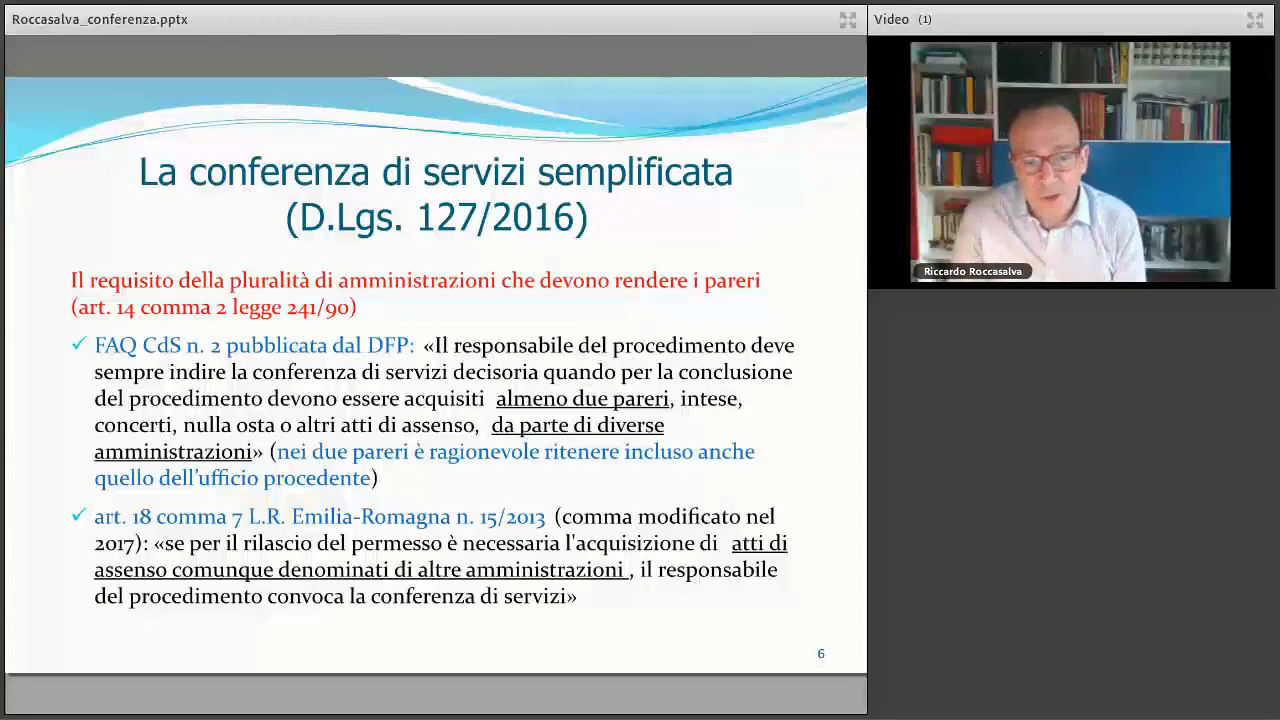 Roccasalva_conferenza.pptx
Video (1)
La conferenza di servizi semplificata
(D.Lgs. 127/2016)
Il requisito della pluralità di amministrazioni che devono rendere i pareri
(art. 14 comma 2 legge 241/90)
✓ FAQ CdS n. 2 pubblicata dal DFP: «Il responsabile del procedimento deve
sempre indire la conferenza di servizi decisoria quando per la conclusione
del procedimento devono essere acquisiti almeno due pareri, intese,
concerti, nulla osta o altri atti di assenso, da parte di diverse
amministrazioni» (nei due pareri è ragionevole ritenere incluso anche
quello dell'ufficio procedente)
✓ art. 18 comma 7 L.R. Emilia-Romagna n. 15/2013 (comma modificato nel
2017): «se per il rilascio del permesso è necessaria l'acquisizione di atti di
assenso comunque denominati di altre amministrazioni , il responsabile
del procedimento convoca la conferenza di servizi»
6
Riccardo Roccasalva